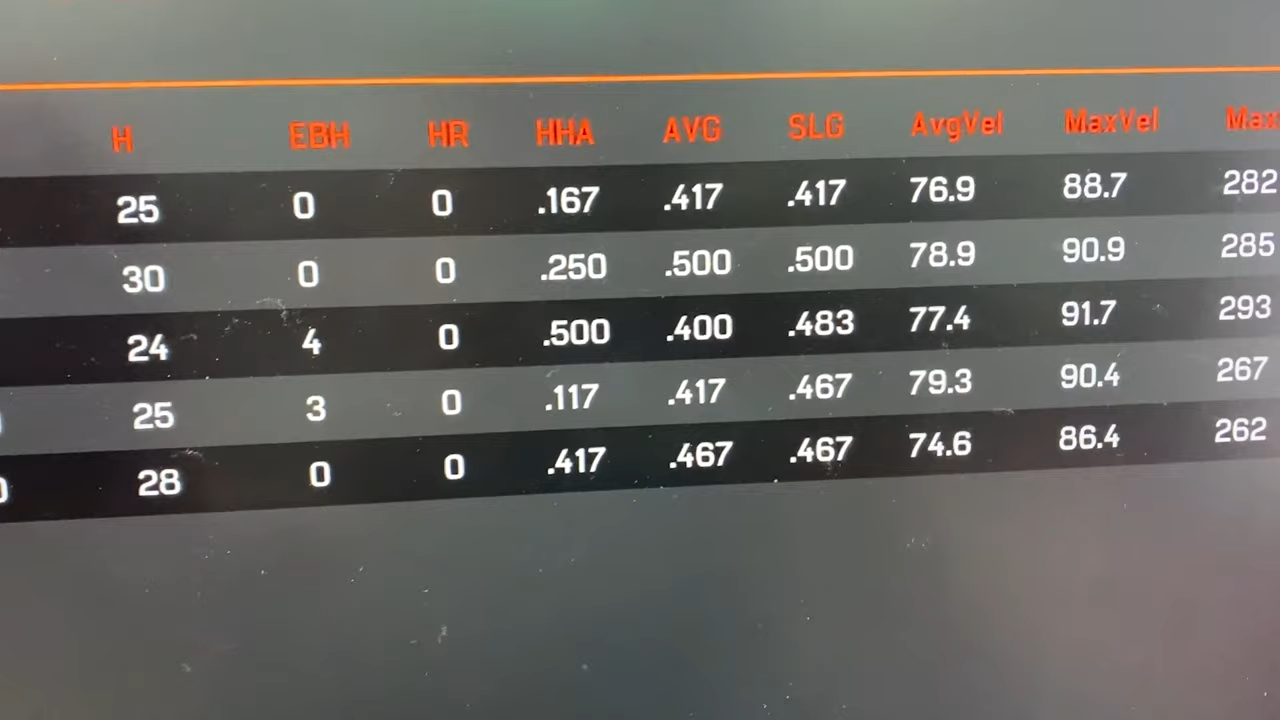 H EBH HR HHA AVG SLG AvgVel MaxVel Max
25 0 0 .167 .417 .417 76.9 88.7 282
30 0 0 .250 .500 .500 78.9 90.9 285
24 4 0 .500 .400 .483 77.4 91.7 293
25 3 0 .117 .417 .467 79.3 90.4 267
28 0 0 .417 .467 .467 74.6 86.4 262